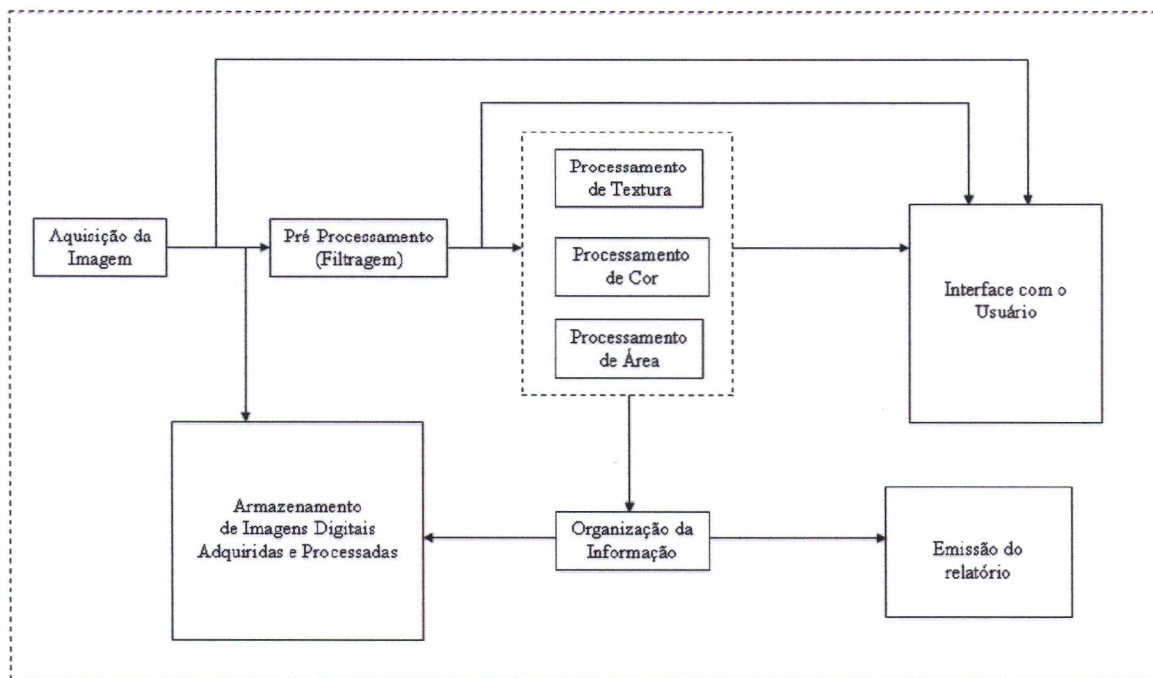 Aquisição da
Imagem
Pré Processamento
(Filtragem)
Processamento
de Textura
Processamento
de Cor
Processamento
de Área
Interface com o
Usuário
Armazenamento
de Imagens Digitais
Adquiridas e Processadas
Organização da
Informação
Emissão do
relatório